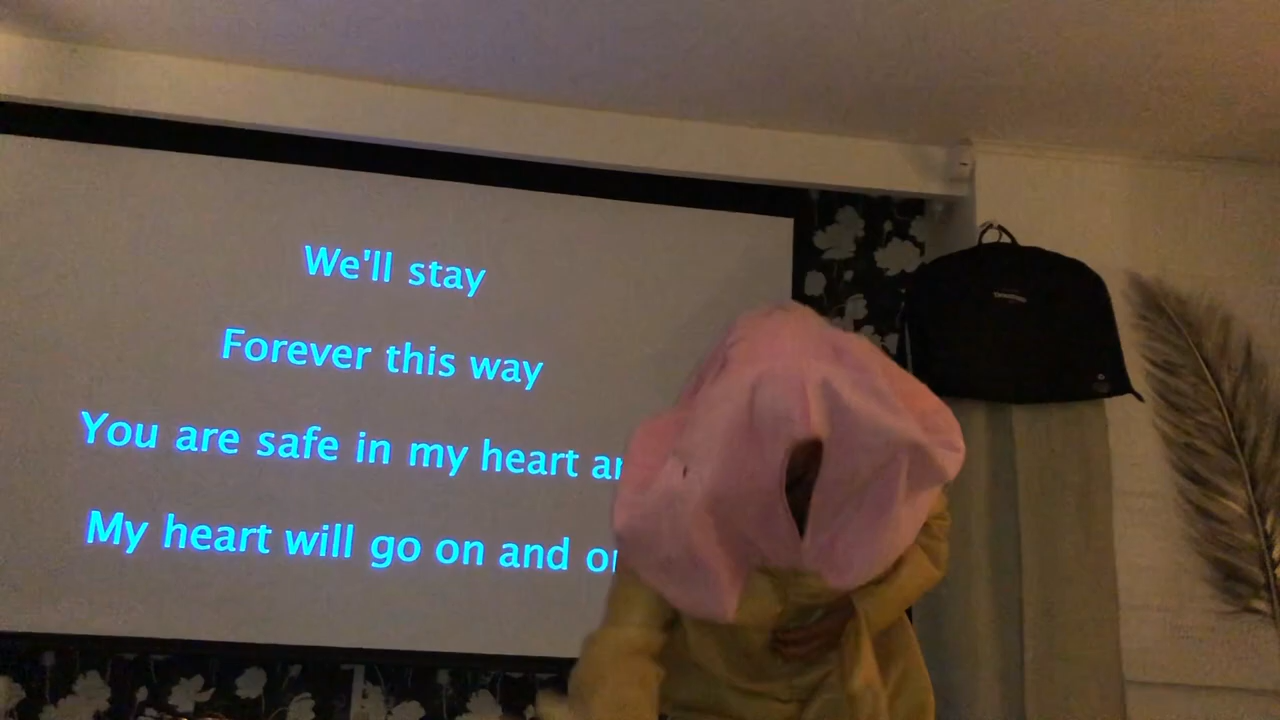 We'll stay
Forever this way
You are safe in my heart
My heart will go on and